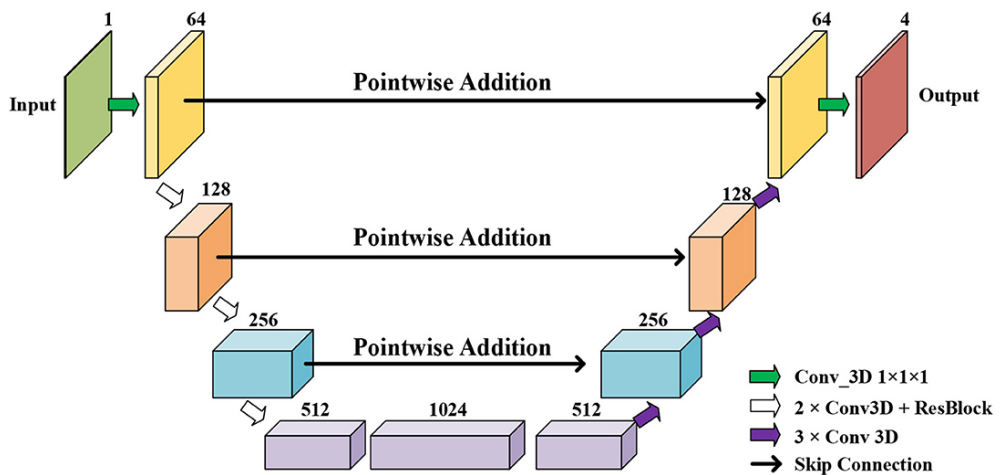 1
64
64
4
Input
Pointwise Addition
Output
128
128
Pointwise Addition
256
256
Pointwise Addition
512
1024
512
Conv_3D 1×1×1
2 × Conv3D + ResBlock
3 × Conv 3D
Skip Connection